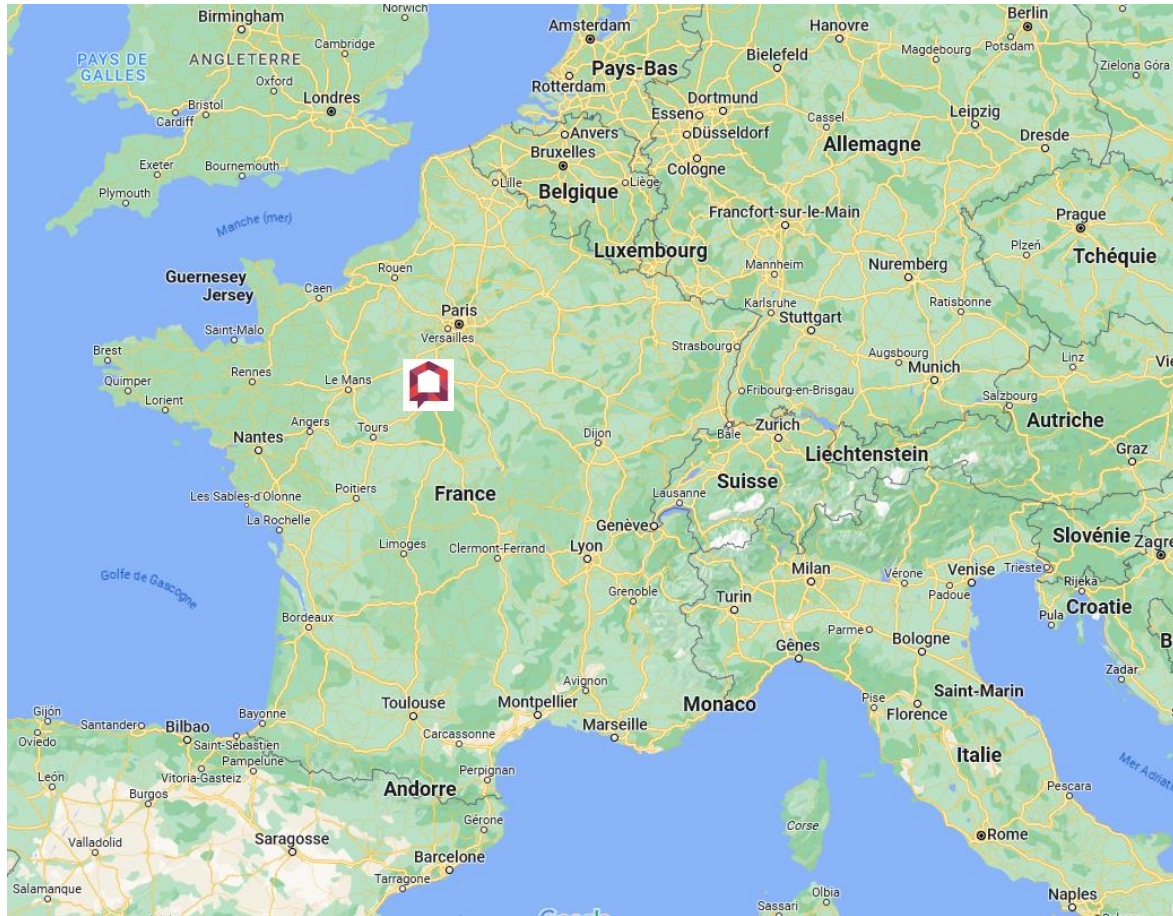 Norwich
Birmingham
Amsterdam
Hanovre
Berlin
Cambridge
Potsdam
PAYS DE
GALLES
ANGLETERRE
Magdebourg
Bielefeld
Pays-Bas
Zielona Góra
Oxford
Rotterdam
Londres
Dortmund
Bristol
Essen
Leipzig
Cardiff
Cassel
Anvers
Düsseldorf
Dresde
Allemagne
Bruxelles
Exeter
Bournemouth
Cologne
Lille
Liège
Belgique
Plymouth
Francfort-sur-le-Main
Prague
Manche (mer)
Plzeň
Luxembourg
Tchéquie
Mannheim
Nuremberg
Rouen
Guernesey
Jersey
Caen
Karlsruhe
Ratisbonne
Paris
Stuttgart
Saint-Malo
Versailles
Strasbourg
Brest
Augsbourg
Linz
Munich
Rennes
Le Mans
Quimper
Fribourg-en-Brisgau
Salzbourg
Lorient
Autriche
Angers
Bâle
Zurich
Nantes
Tours
Dijon
Liechtenstein
Graz
Suisse
Poitiers
France
Les Sables-d'Olonne
Lausanne
La Rochelle
Genève
Slovénie
Limoges
Clermont-Ferrand
Lyon
Milan
Vérone
Venise
Trieste
Golfe de Gascogne
Grenoble
Padoue
Rijeka
Turin
Croatie
Bordeaux
Pula
Parme
Bologne
Gênes
Zadar
Avignon
Saint-Marin
Toulouse
Montpellier
Monaco
Pise
Florence
Gijón
Bayonne
Santander
Bilbao
Marseille
Oviedo
Saint-Sébastien
Carcassonne
Italie
Pampelune
Perpignan
León
Vitoria-Gasteiz
Andorre
Pescara
Burgos
Gérone
Corse
Saragosse
Rome
Valladolid
Barcelone
Tarragone
Salamanque
Olbia
Naples
Sassari